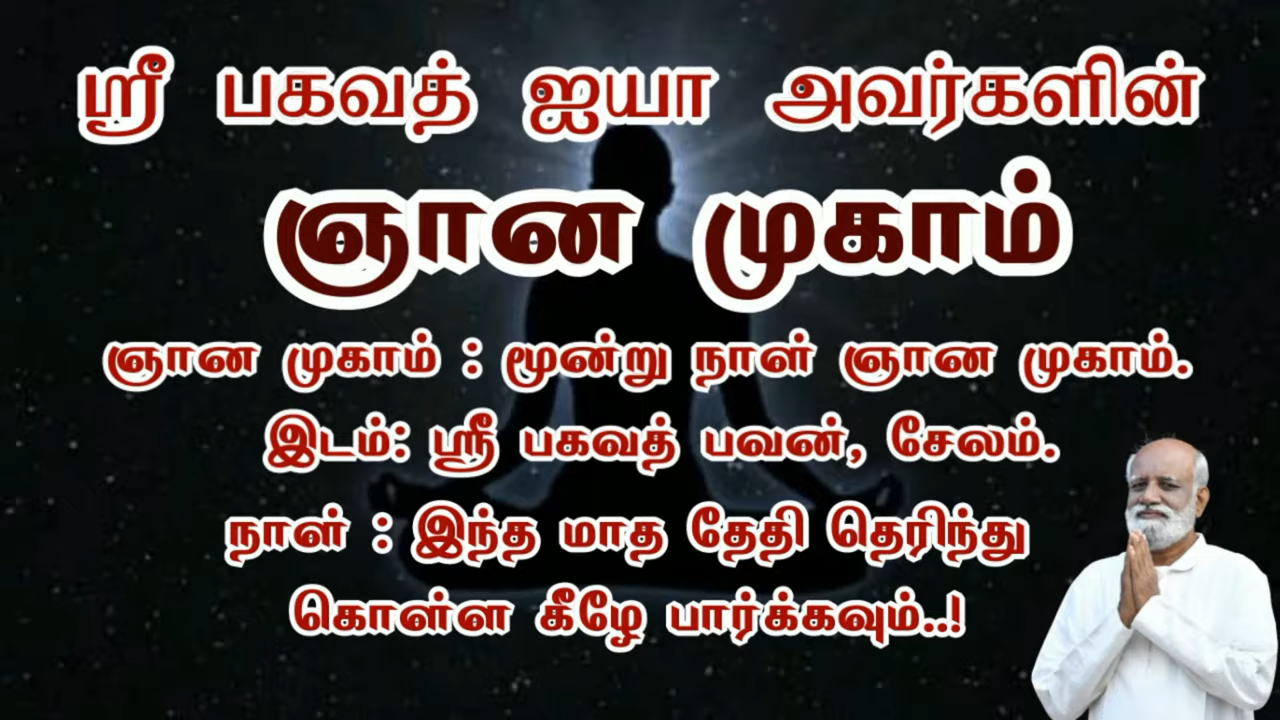 ஸ்ரீ பகவத் ஐயா அவர்களின்
ஞான முகாம்
ஞான முகாம் : மூன்று நாள் ஞான முகாம்.
இடம்: ஸ்ரீ பகவத் பவன், சேலம்.
நாள் : இந்த மாத தேதி தெரிந்து
கொள்ள கீழே பார்க்கவும்..!